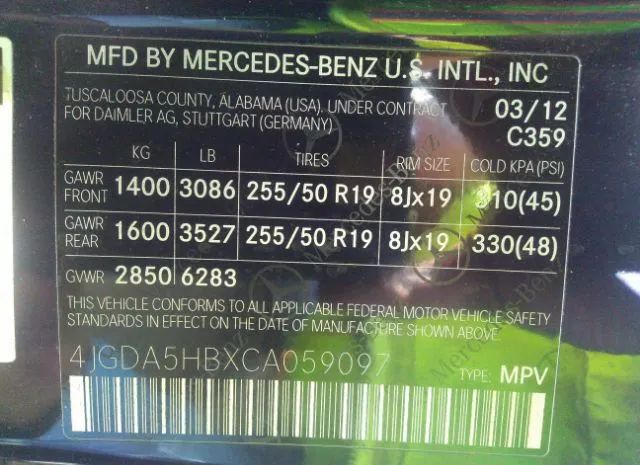 MFD BY MERCEDES-BENZ U.S. INTL., INC
TUSCALOOSA COUNTY, ALABAMA (USA). UNDER CONTRACT 03/12
FOR DAIMLER AG, STUTTGART (GERMANY) C359
KG LB TIRES RIM SIZE COLD KPA (PSI)
GAWR FRONT 1400 3086 255/50 R19 8Jx19 310(45)
GAWR REAR 1600 3527 255/50 R19 8Jx19 330(48)
GVWR 2850 6283
THIS VEHICLE CONFORMS TO ALL APPLICABLE FEDERAL MOTOR VEHICLE SAFETY
STANDARDS IN EFFECT ON THE DATE OF MANUFACTURE SHOWN ABOVE.
4JGDA5HBXCA059097
TYPE: MPV
Mercedes-Benz